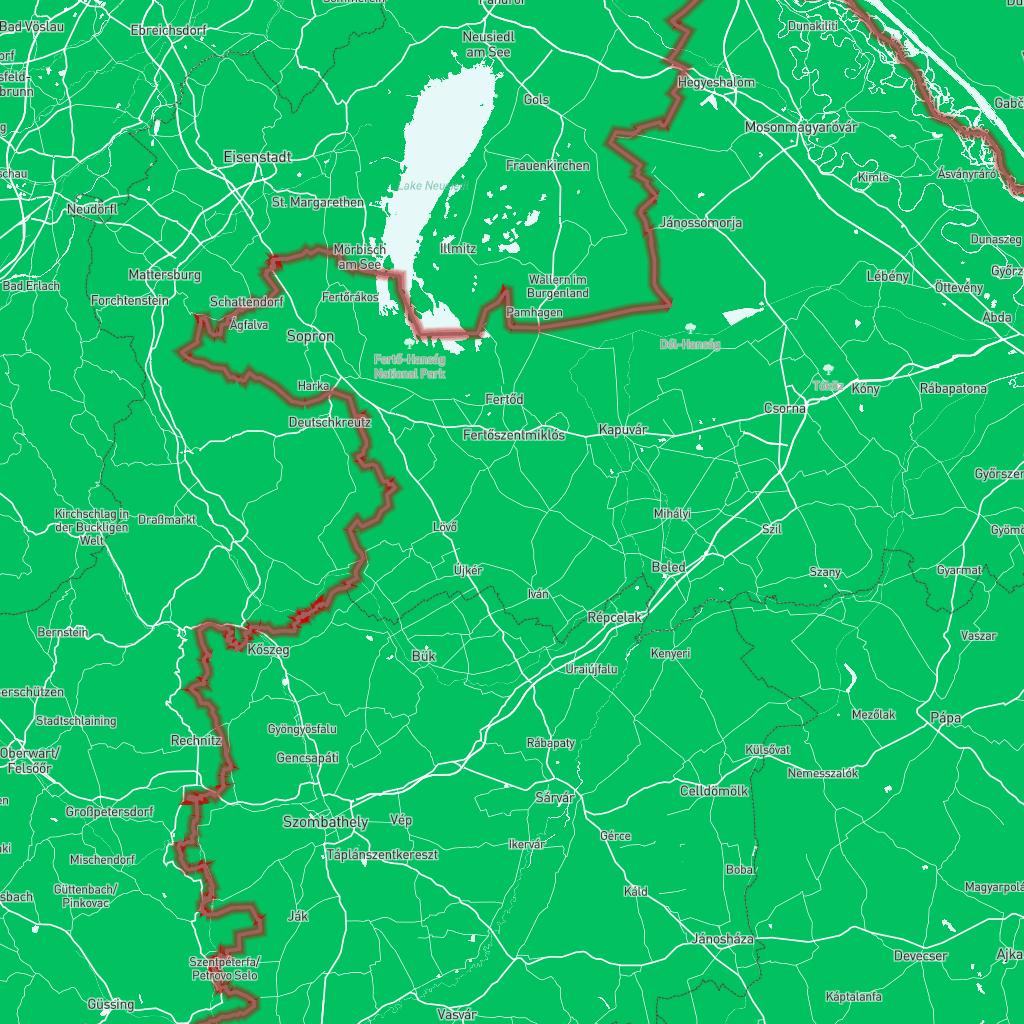 Bad Vöslau
Ebreichsdorf
Neusiedl
am See
Dunakiliti
Hegyeshalom
Gols
Mosonmagyaróvár
Eisenstadt
Frauenkirchen
Kimle
Ásványráró
Lake Neusiedl
Neudörfl
St. Margarethen
Jánossomorja
Mörbisch
am See
Illmitz
Dunaszeg
Mattersburg
Wallern im
Burgenland
Lébény
Bad Erlach
Forchtenstein
Schattendorf
Fertőrákos
Öttevény
Pamhagen
Abda
Ágfalva
Sopron
Fertő-Hanság
National Park
Dél-Hanság
Tóköz
Harka
Fertőd
Kóny
Rábapatona
Csorna
Deutschkreutz
Fertőszentmiklós
Kapuvár
Kirchschlag in
der Buckligen
Welt
Draßmarkt
Lövő
Mihályi
Szil
Újkér
Beled
Szany
Gyarmat
Iván
Répcelak
Bernstein
Kőszeg
Bük
Kenyeri
Vaszar
Uraiújfalu
Stadtschlaining
Mezőlak
Pápa
Gyöngyösfalu
Rechnitz
Rábapaty
Gencsapáti
Külsővat
Oberwart/
Felsőőr
Nemesszalók
Sárvár
Celldömölk
Großpetersdorf
Szombathely
Vép
Gérce
Ikervár
Mischendorf
Táplánszentkereszt
Boba
Güttenbach/
Pinkovac
Káld
Ják
Jánosháza
Devecser
Ajka
Szentpéterfa/
Petrovo Selo
Güssing
Vasvár
Káptalanfa